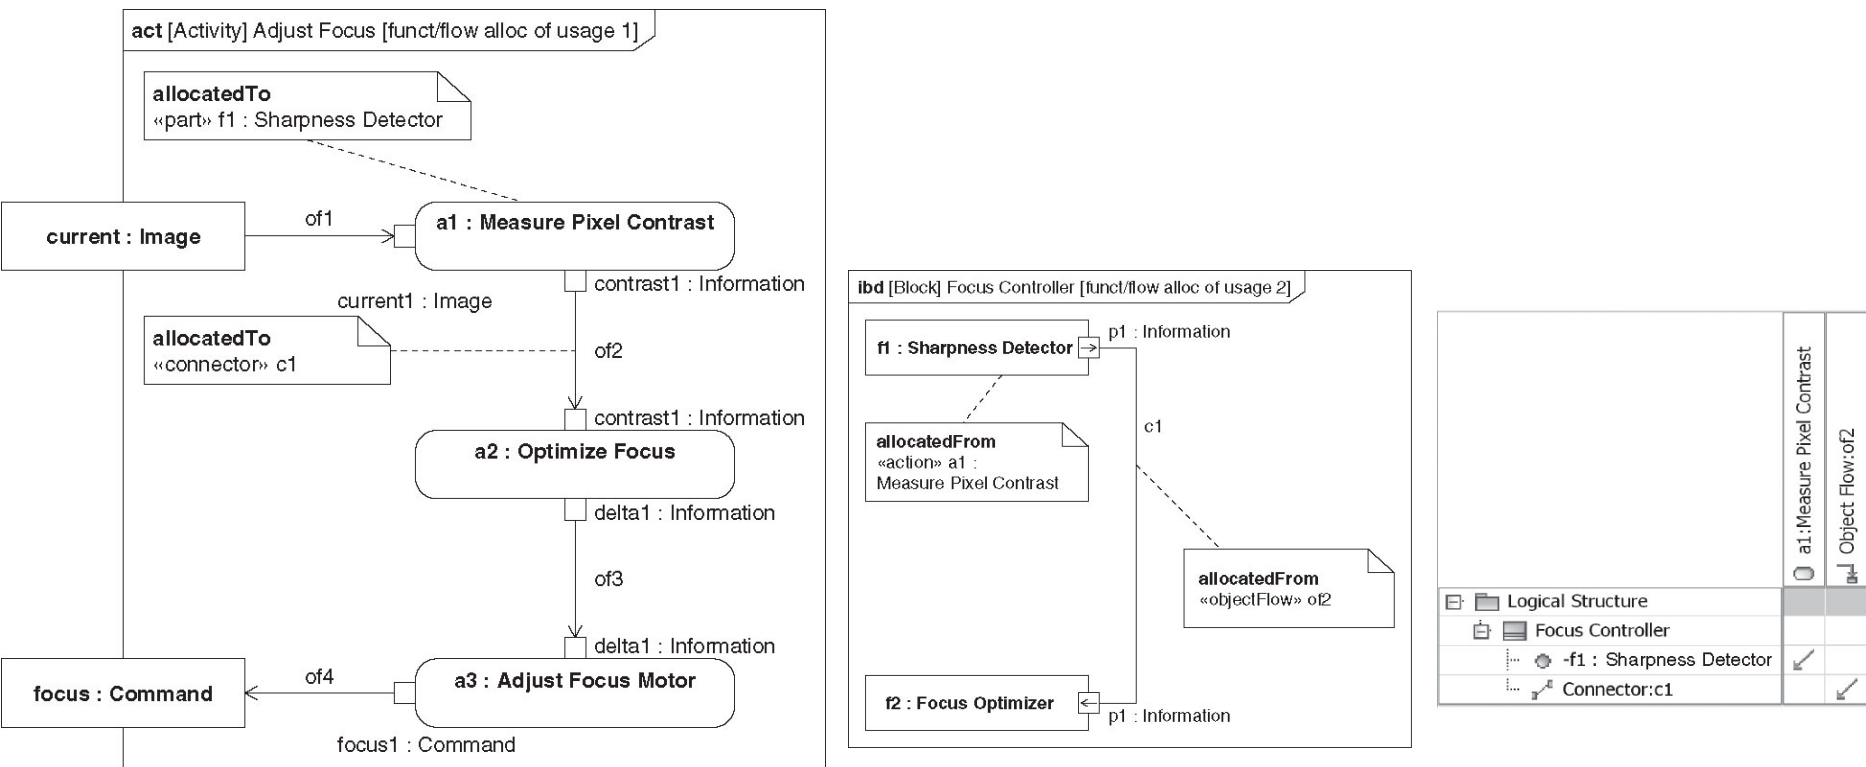 act [Activity] Adjust Focus [funct/flow alloc of usage 1]
allocatedTo
«part» f1 : Sharpness Detector
current : Image
of1
a1 : Measure Pixel Contrast
contrast1 : Information
current1 : Image
allocatedTo
«connector» c1
of2
contrast1 : Information
a2 : Optimize Focus
delta1 : Information
of3
delta1 : Information
focus : Command
of4
a3 : Adjust Focus Motor
focus1 : Command
ibd [Block] Focus Controller [funct/flow alloc of usage 2]
p1 : Information
f1 : Sharpness Detector
c1
allocatedFrom
«action» a1 :
Measure Pixel Contrast
allocatedFrom
«objectFlow» of2
f2 : Focus Optimizer
p1 : Information
a1:Measure Pixel Contrast
Object Flow:of2
Logical Structure
Focus Controller
-f1 : Sharpness Detector
Connector:c1